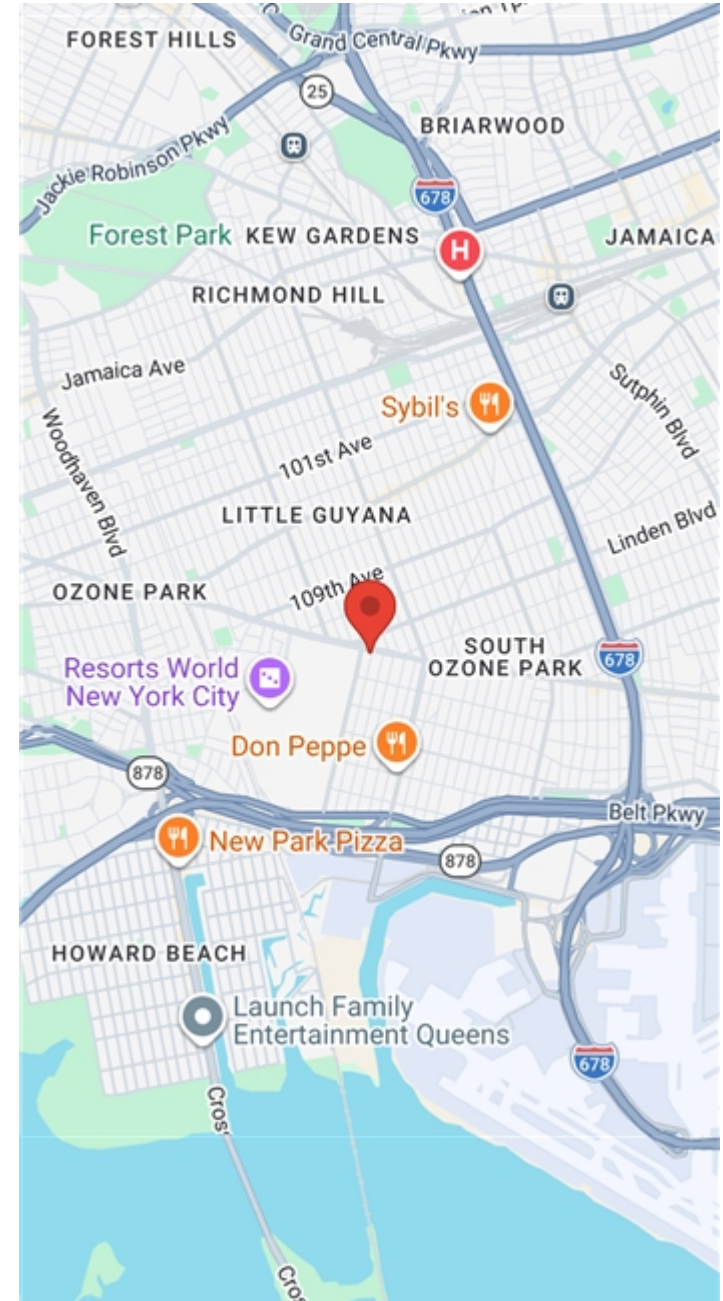 FOREST HILLS
Grand Central Pkwy
25
BRIARWOOD
Jackie Robinson Pkwy
678
Forest Park
KEW GARDENS
H
JAMAICA
RICHMOND HILL
Jamaica Ave
Sybil's
Sutphin Blvd
Woodhaven Blvd
101st Ave
LITTLE GUYANA
Linden Blvd
109th Ave
OZONE PARK
SOUTH
OZONE PARK
678
Resorts World
New York City
Don Peppe
878
Belt Pkwy
New Park Pizza
878
HOWARD BEACH
Launch Family
Entertainment Queens
678